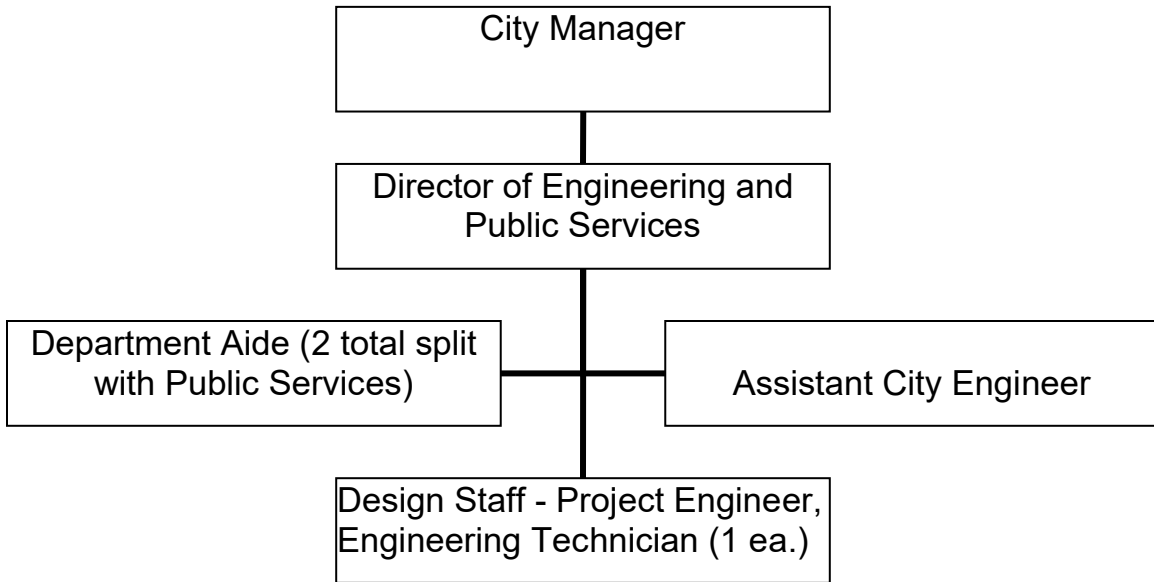 City Manager
Director of Engineering and
Public Services
Department Aide (2 total split
with Public Services)
Assistant City Engineer
Design Staff - Project Engineer,
Engineering Technician (1 ea.)